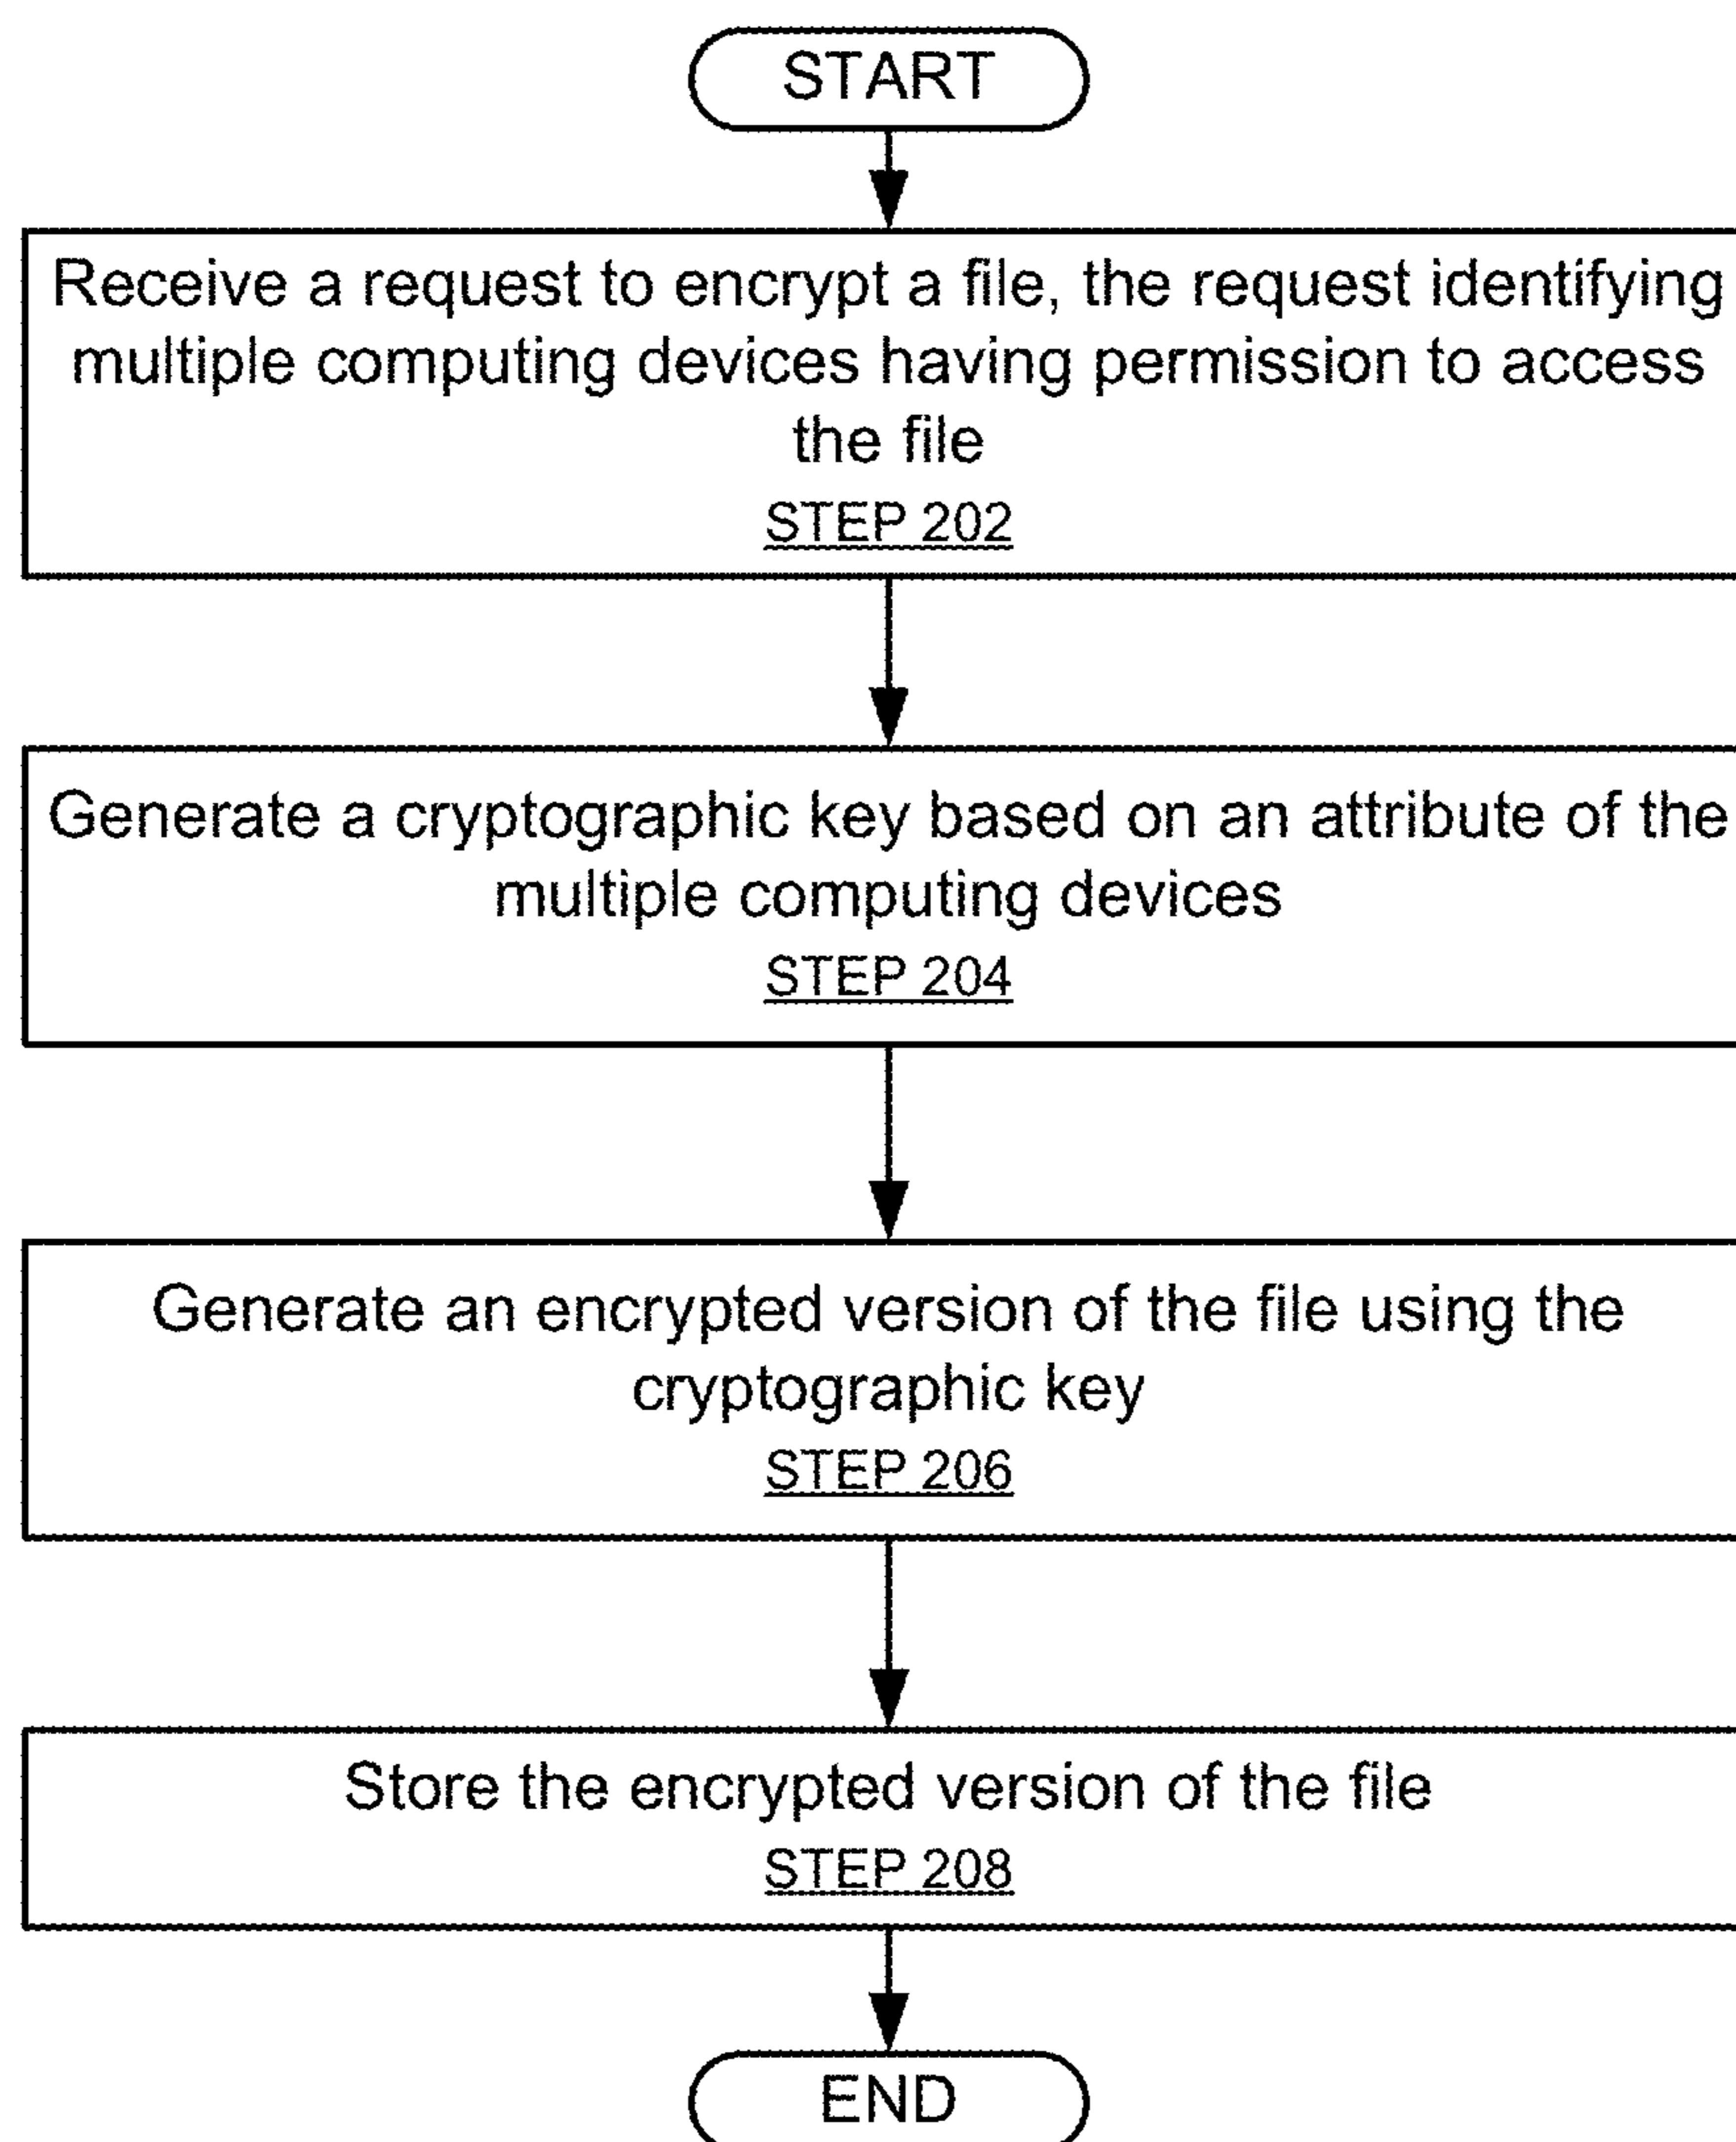 START
Receive a request to encrypt a file, the request identifying
multiple computing devices having permission to access
the file
STEP 202
Generate a cryptographic key based on an attribute of the
multiple computing devices
STEP 204
Generate an encrypted version of the file using the
cryptographic key
STEP 206
Store the encrypted version of the file
STEP 208
END